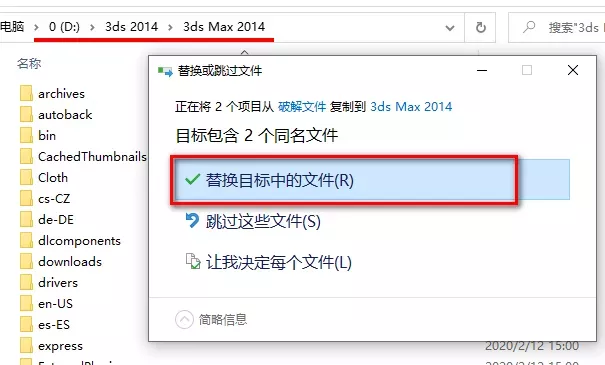 电脑 > 0 (D:) > 3ds 2014 > 3ds Max 2014
搜索"3ds M
名称
archives
autoback
bin
CachedThumbnails
Cloth
cs-CZ
de-DE
dlcomponents
downloads
drivers
en-US
es-ES
express
替换或跳过文件
正在将 2 个项目从 破解文件 复制到 3ds Max 2014
目标包含 2 个同名文件
替换目标中的文件(R)
跳过这些文件(S)
让我决定每个文件(L)
简略信息
2020/2/12 15:00
2020/2/12 15:00